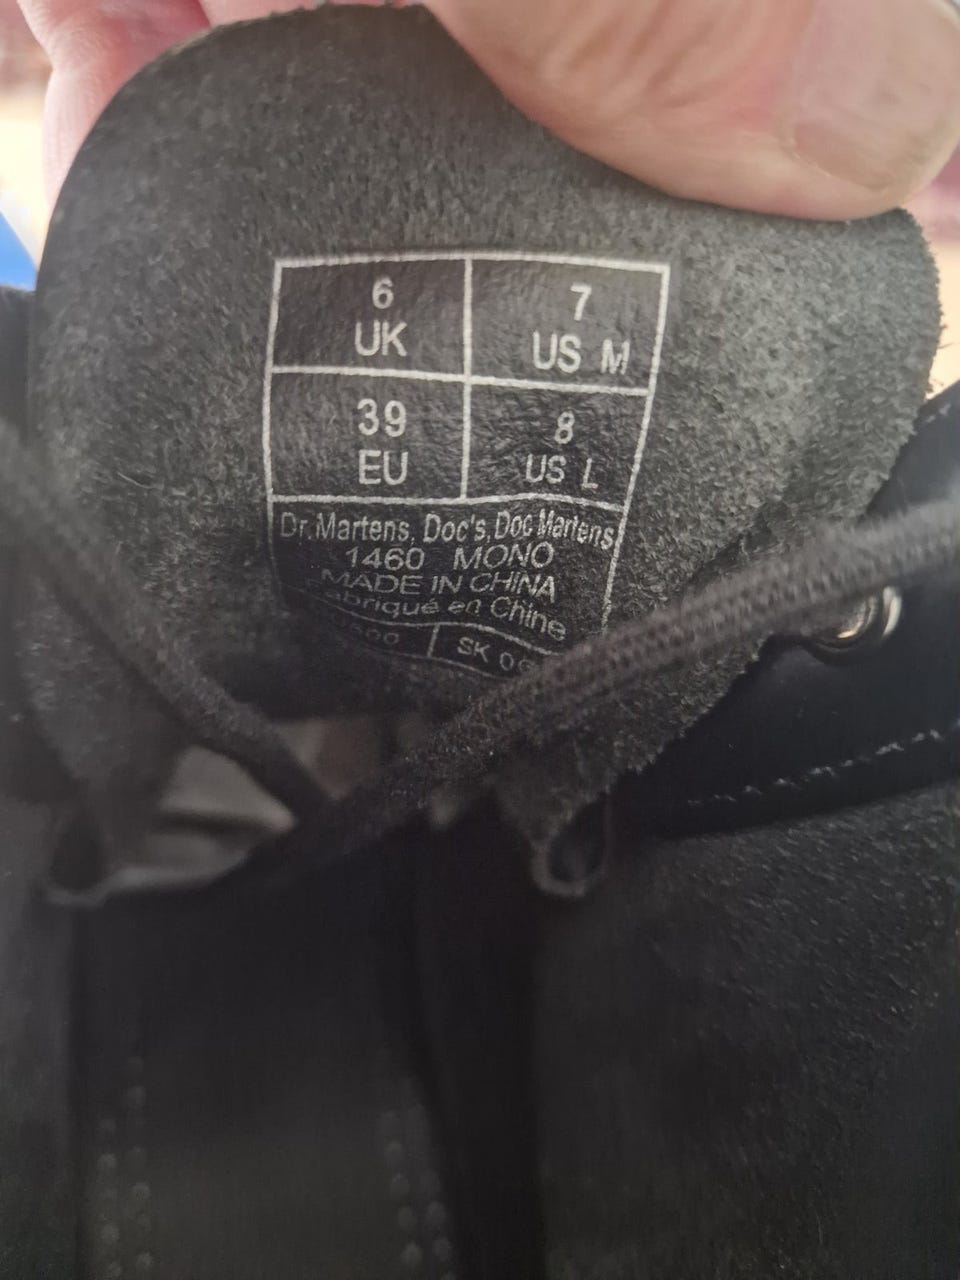 6
UK
7
US M
39
EU
8
US L
Dr. Martens, Doc's, Doc Martens
1460 MONO
MADE IN CHINA
Fabriqué en Chine
SK